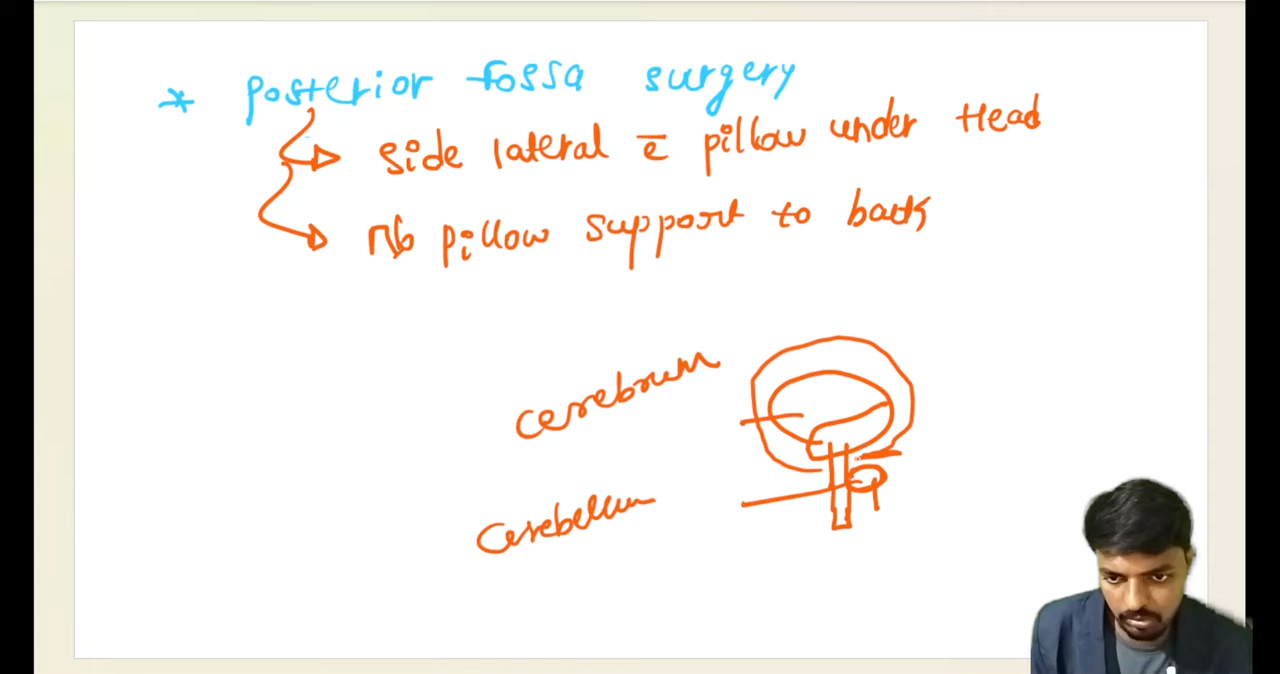 * posterior fossa surgery
side lateral c̅ pillow under Head
No pillow support to back
cerebrum
cerebellum